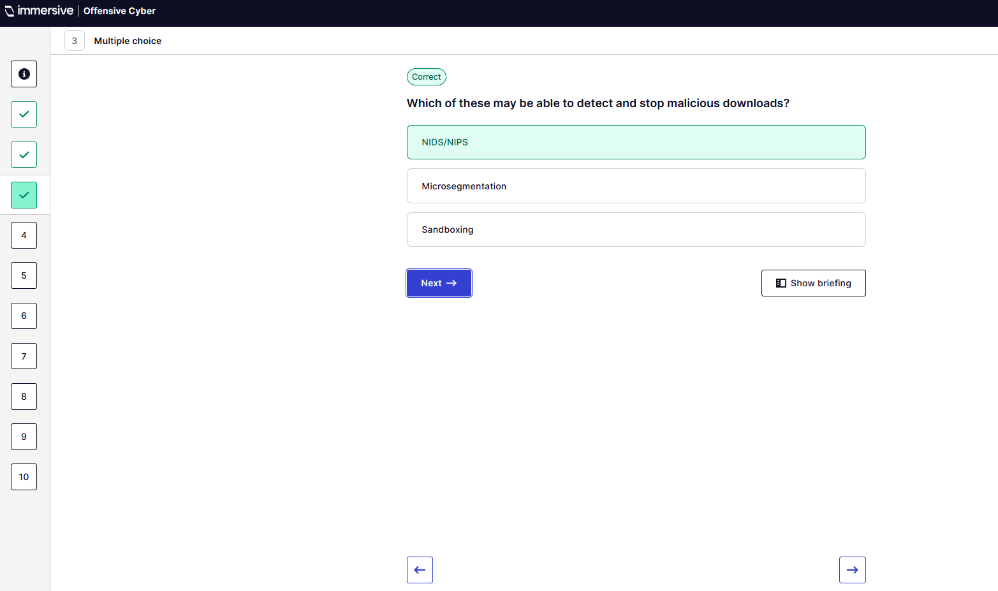 immersive Offensive Cyber
3 Multiple choice
Correct
Which of these may be able to detect and stop malicious downloads?
NIDS/NIPS
Microsegmentation
Sandboxing
Next
Show briefing
4
5
6
7
8
9
10